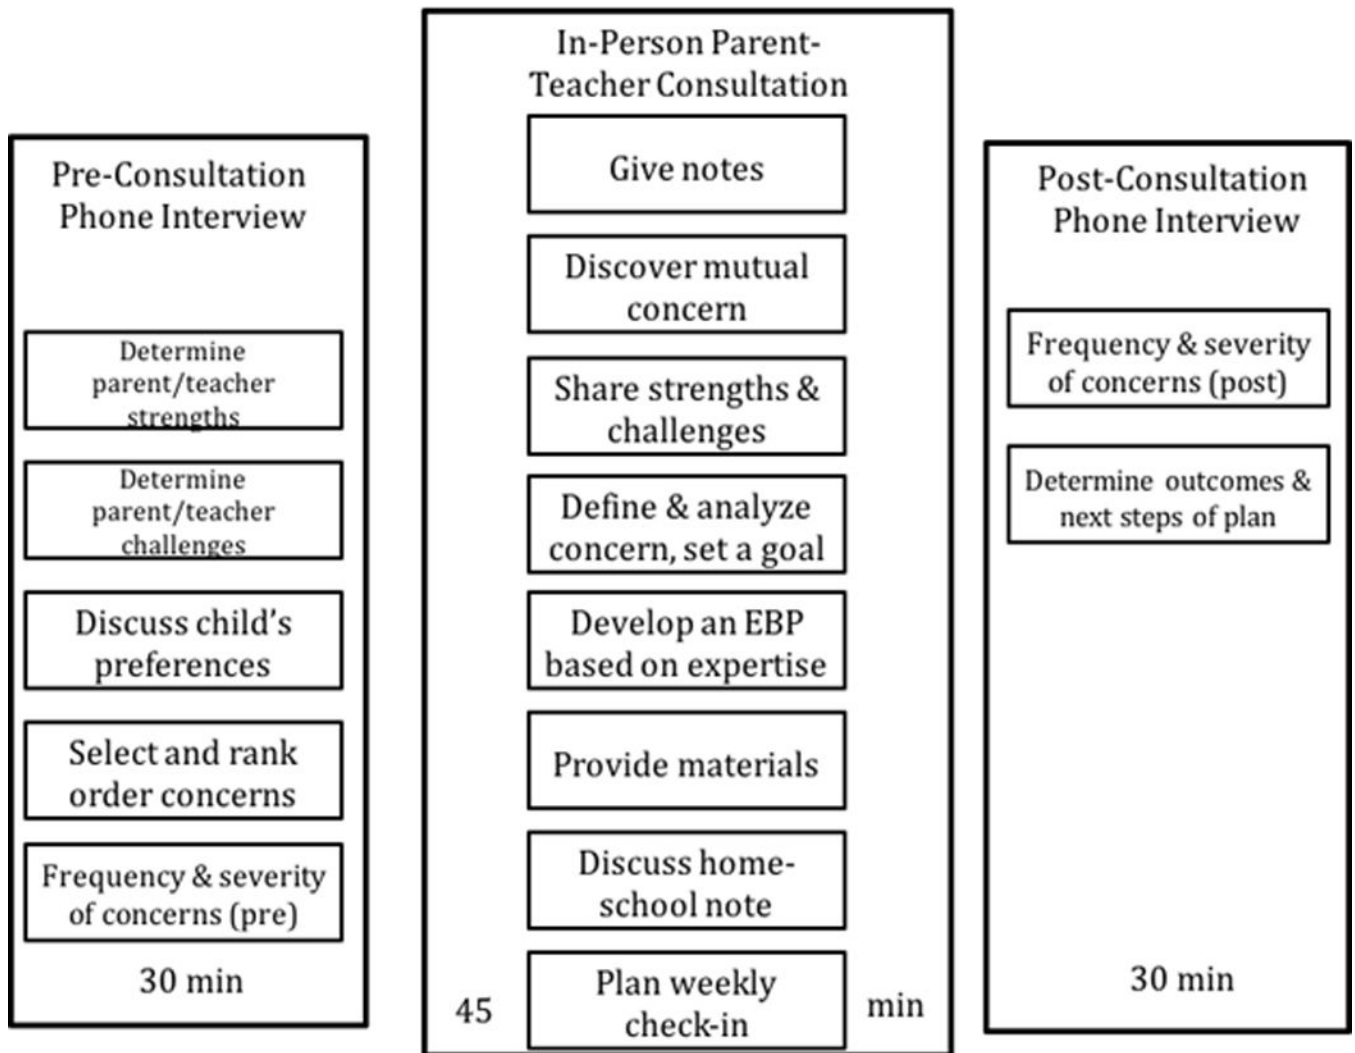 Pre-Consultation
Phone Interview
Determine
parent/teacher
strengths
Determine
parent/teacher
challenges
Discuss child's
preferences
Select and rank
order concerns
Frequency & severity
of concerns (pre)
30 min
In-Person Parent-
Teacher Consultation
Give notes
Discover mutual
concern
Share strengths &
challenges
Define & analyze
concern, set a goal
Develop an EBP
based on expertise
Provide materials
Discuss home-
school note
Plan weekly
check-in
45 min
Post-Consultation
Phone Interview
Frequency & severity
of concerns (post)
Determine outcomes &
next steps of plan
30 min